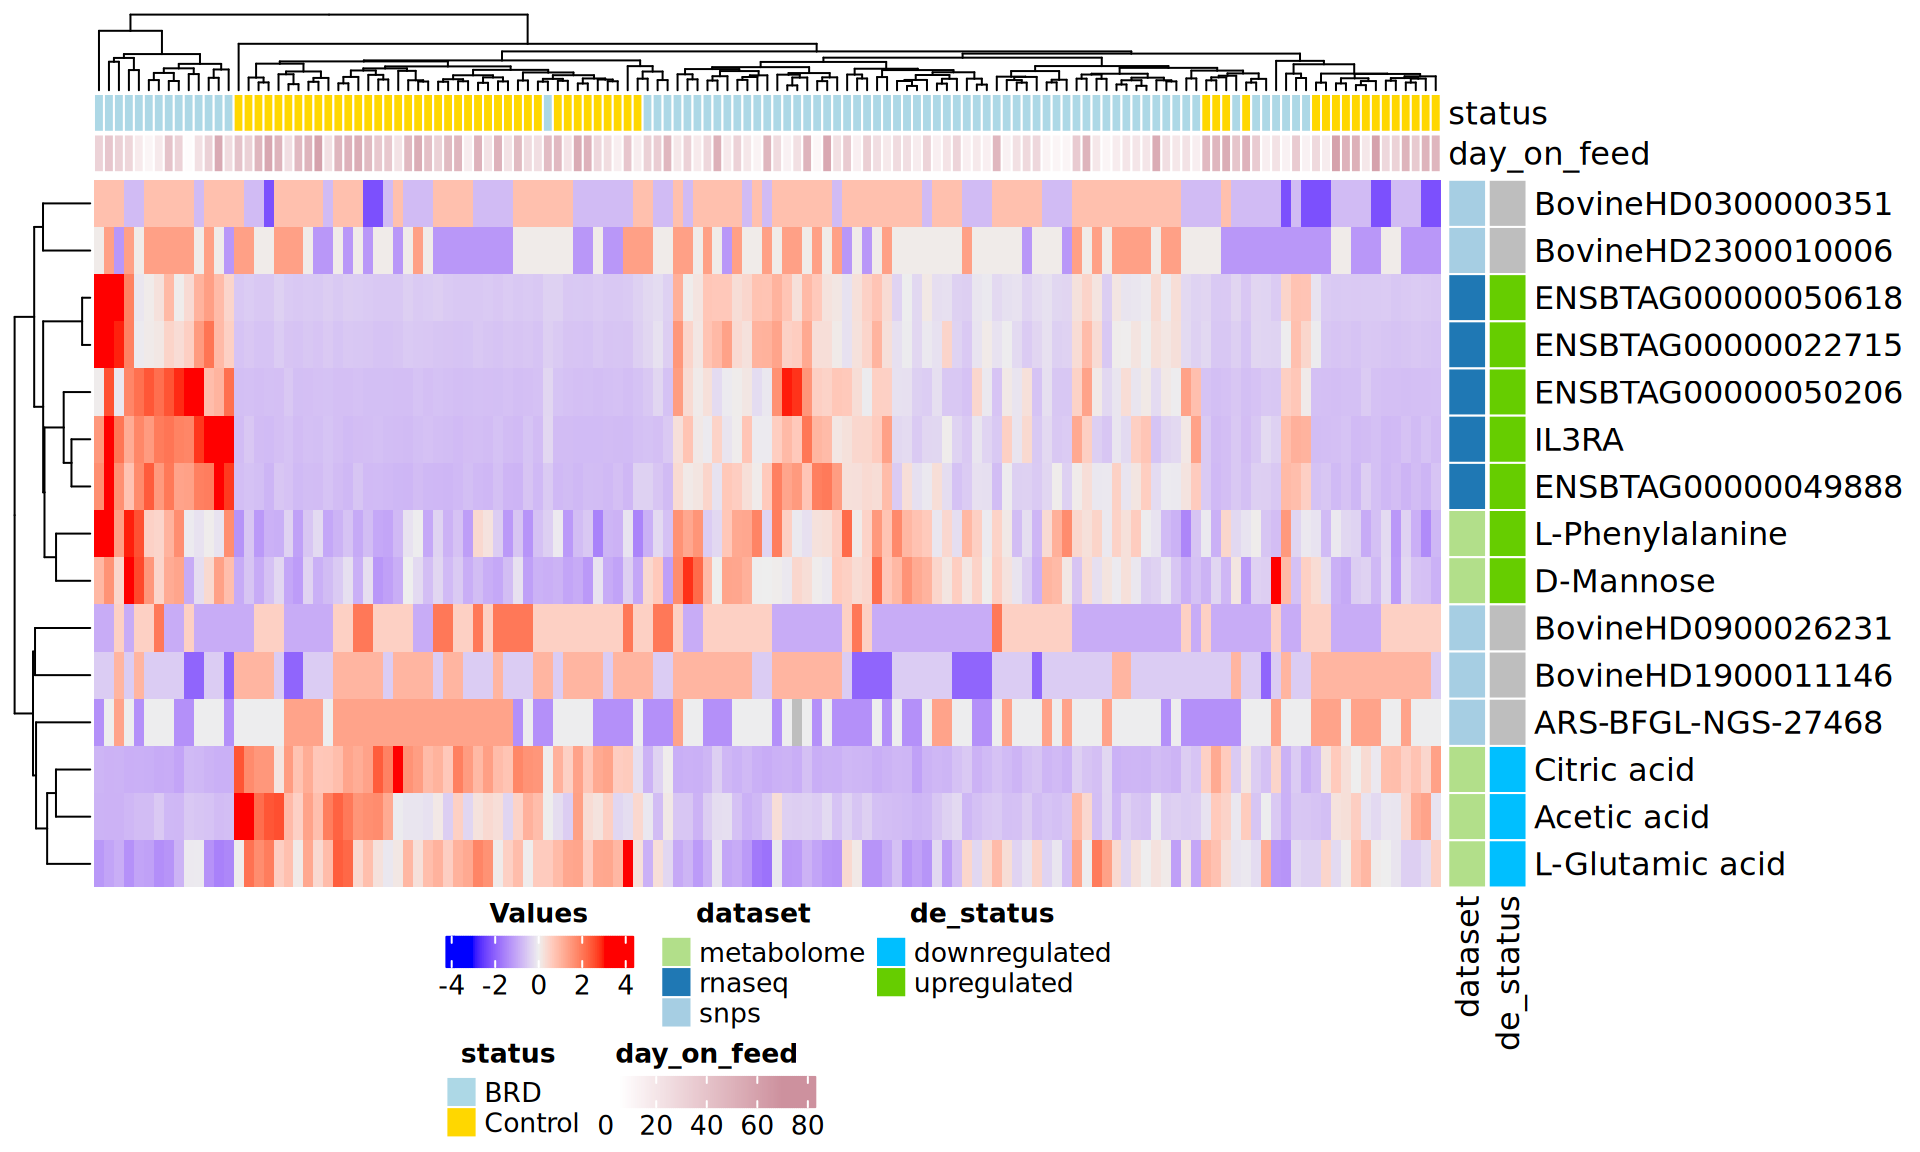 status
day_on_feed
BovineHD0300000351
BovineHD2300010006
ENSBTAG00000050618
ENSBTAG00000022715
ENSBTAG00000050206
IL3RA
ENSBTAG00000049888
L-Phenylalanine
D-Mannose
BovineHD0900026231
BovineHD1900011146
ARS-BFGL-NGS-27468
Citric acid
Acetic acid
L-Glutamic acid
dataset
de_status
Values
-4 -2 0 2 4
dataset
metabolome
rnaseq
snps
de_status
downregulated
upregulated
status
BRD
Control
day_on_feed
0 20 40 60 80